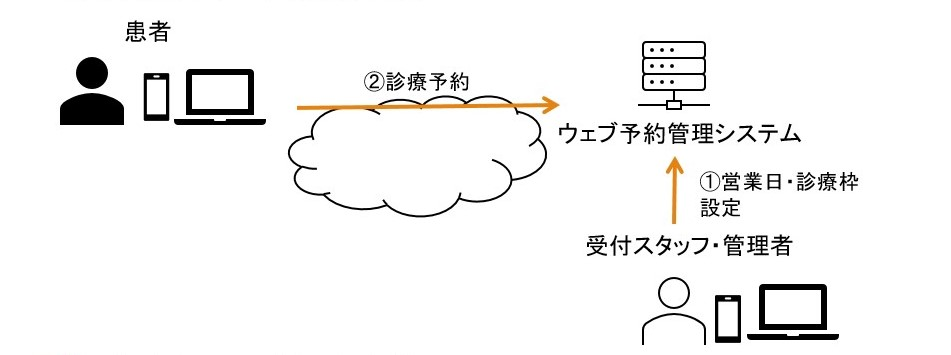 患者
②診療予約
ウェブ予約管理システム
①営業日・診療枠
設定
受付スタッフ・管理者